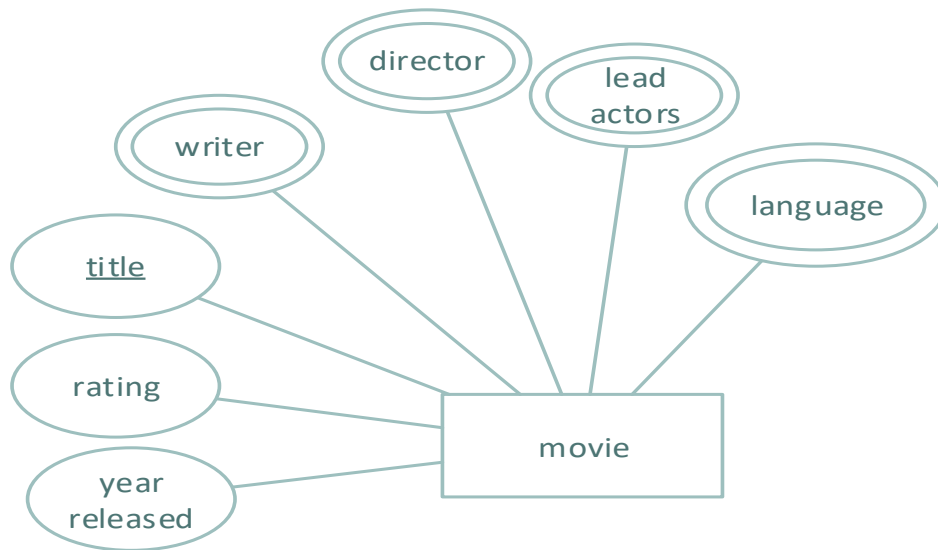 director
lead
actors
writer
language
title
rating
movie
year
released